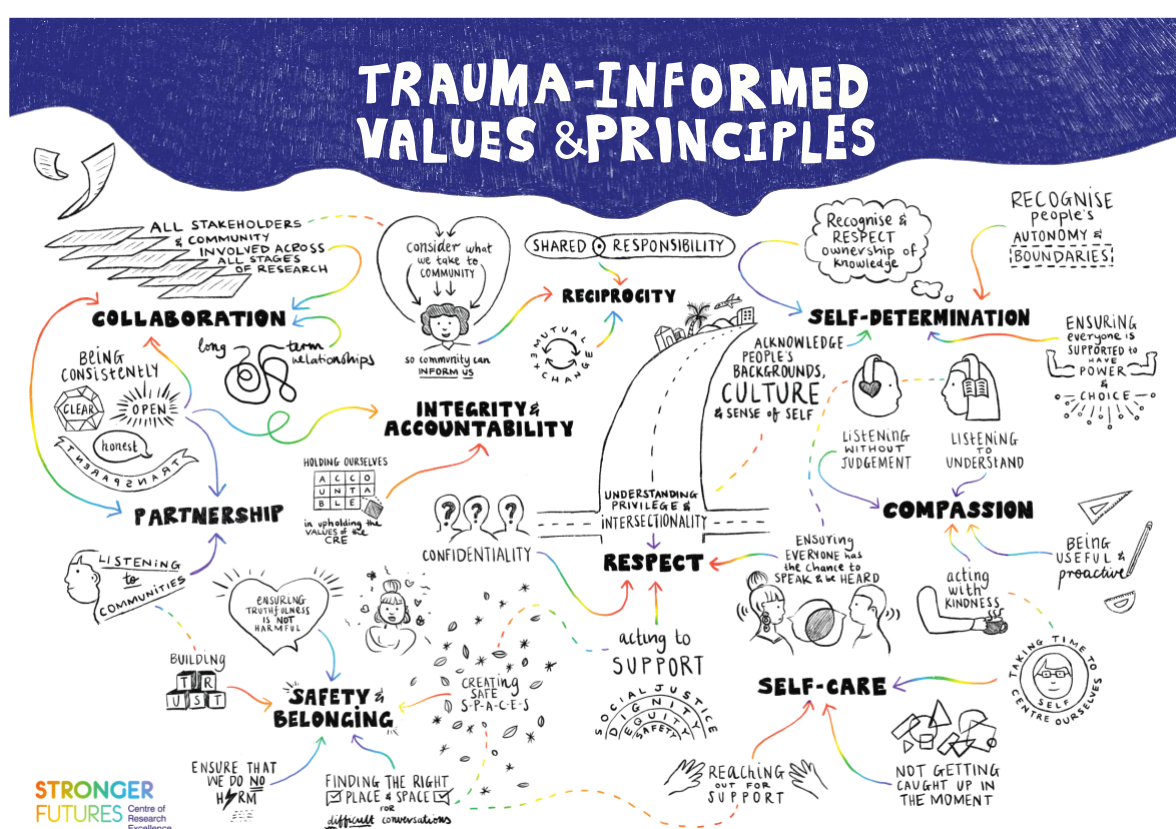 TRAUMA-INFORMED
VALUES & PRINCIPLES
ALL STAKEHOLDERS
& COMMUNITY
INVOLVED ACROSS
ALL STAGES
OF RESEARCH
COLLABORATION
long term
relationships
consider what
we take to
COMMUNITY
so community can
INFORM US
SHARED RESPONSIBILITY
RECIPROCITY
MUTUAL
EXCHANGE
Recognise &
RESPECT
ownership of
knowledge
RECOGNISE
people's
AUTONOMY &
BOUNDARIES
SELF-DETERMINATION
ACKNOWLEDGE
PEOPLE'S
BACKGROUNDS,
CULTURE
& SENSE of SELF
ENSURING
everyone is
SUPPORTED to
HAVE
POWER
&
CHOICE
BEING
CONSISTENTLY
CLEAR
OPEN
honest
TRANSPARENT
INTEGRITY &
ACCOUNTABILITY
HOLDING OURSELVES
ACCO
UNTA
BLE
in upholding the
VALUES of the
CRE
PARTNERSHIP
LISTENING
to
COMMUNITIES
LISTENING
WITHOUT
JUDGEMENT
LISTENING
TO
UNDERSTAND
COMPASSION
UNDERSTANDING
PRIVILEGE &
INTERSECTIONALITY
RESPECT
? ? ?
CONFIDENTIALITY
ENSURING
EVERYONE HAS
the CHANCE to
SPEAK & be HEARD
acting
with
KINDNESS
BEING
USEFUL &
proactive
ENSURING
TRUTHFULNESS
IS NOT
HARMFUL
BUILDING
TR
UST
SAFETY &
BELONGING
CREATING
SAFE
S-P-A-C-E-S
acting to
SUPPORT
SOCIAL JUSTICE
DIGNITY
EQUITY
SAFETY
SELF-CARE
TAKING TIME TO
CENTRE OURSELVES
SELF
ENSURE THAT
WE DO NO
HARM
FINDING THE RIGHT
PLACE & SPACE
FOR
difficult conversations
REACHING
OUT FOR
SUPPORT
NOT GETTING
CAUGHT UP IN
THE MOMENT
STRONGER
FUTURES
Centre of
Research
Excellence